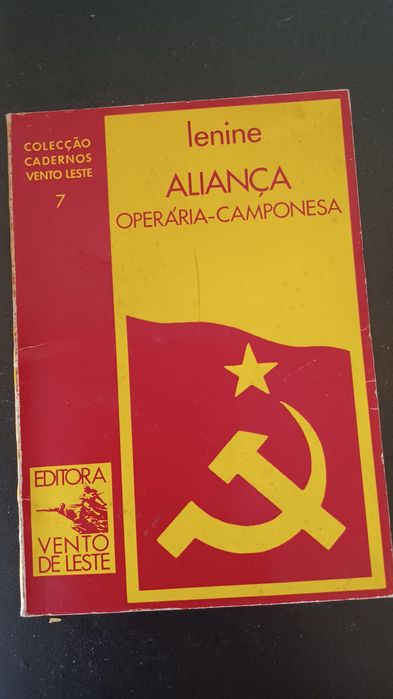 COLECÇÃO
CADERNOS
VENTO LESTE
7
lenine
ALIANÇA
OPERÁRIA-CAMPONESA
EDITORA
VENTO
DE LESTE